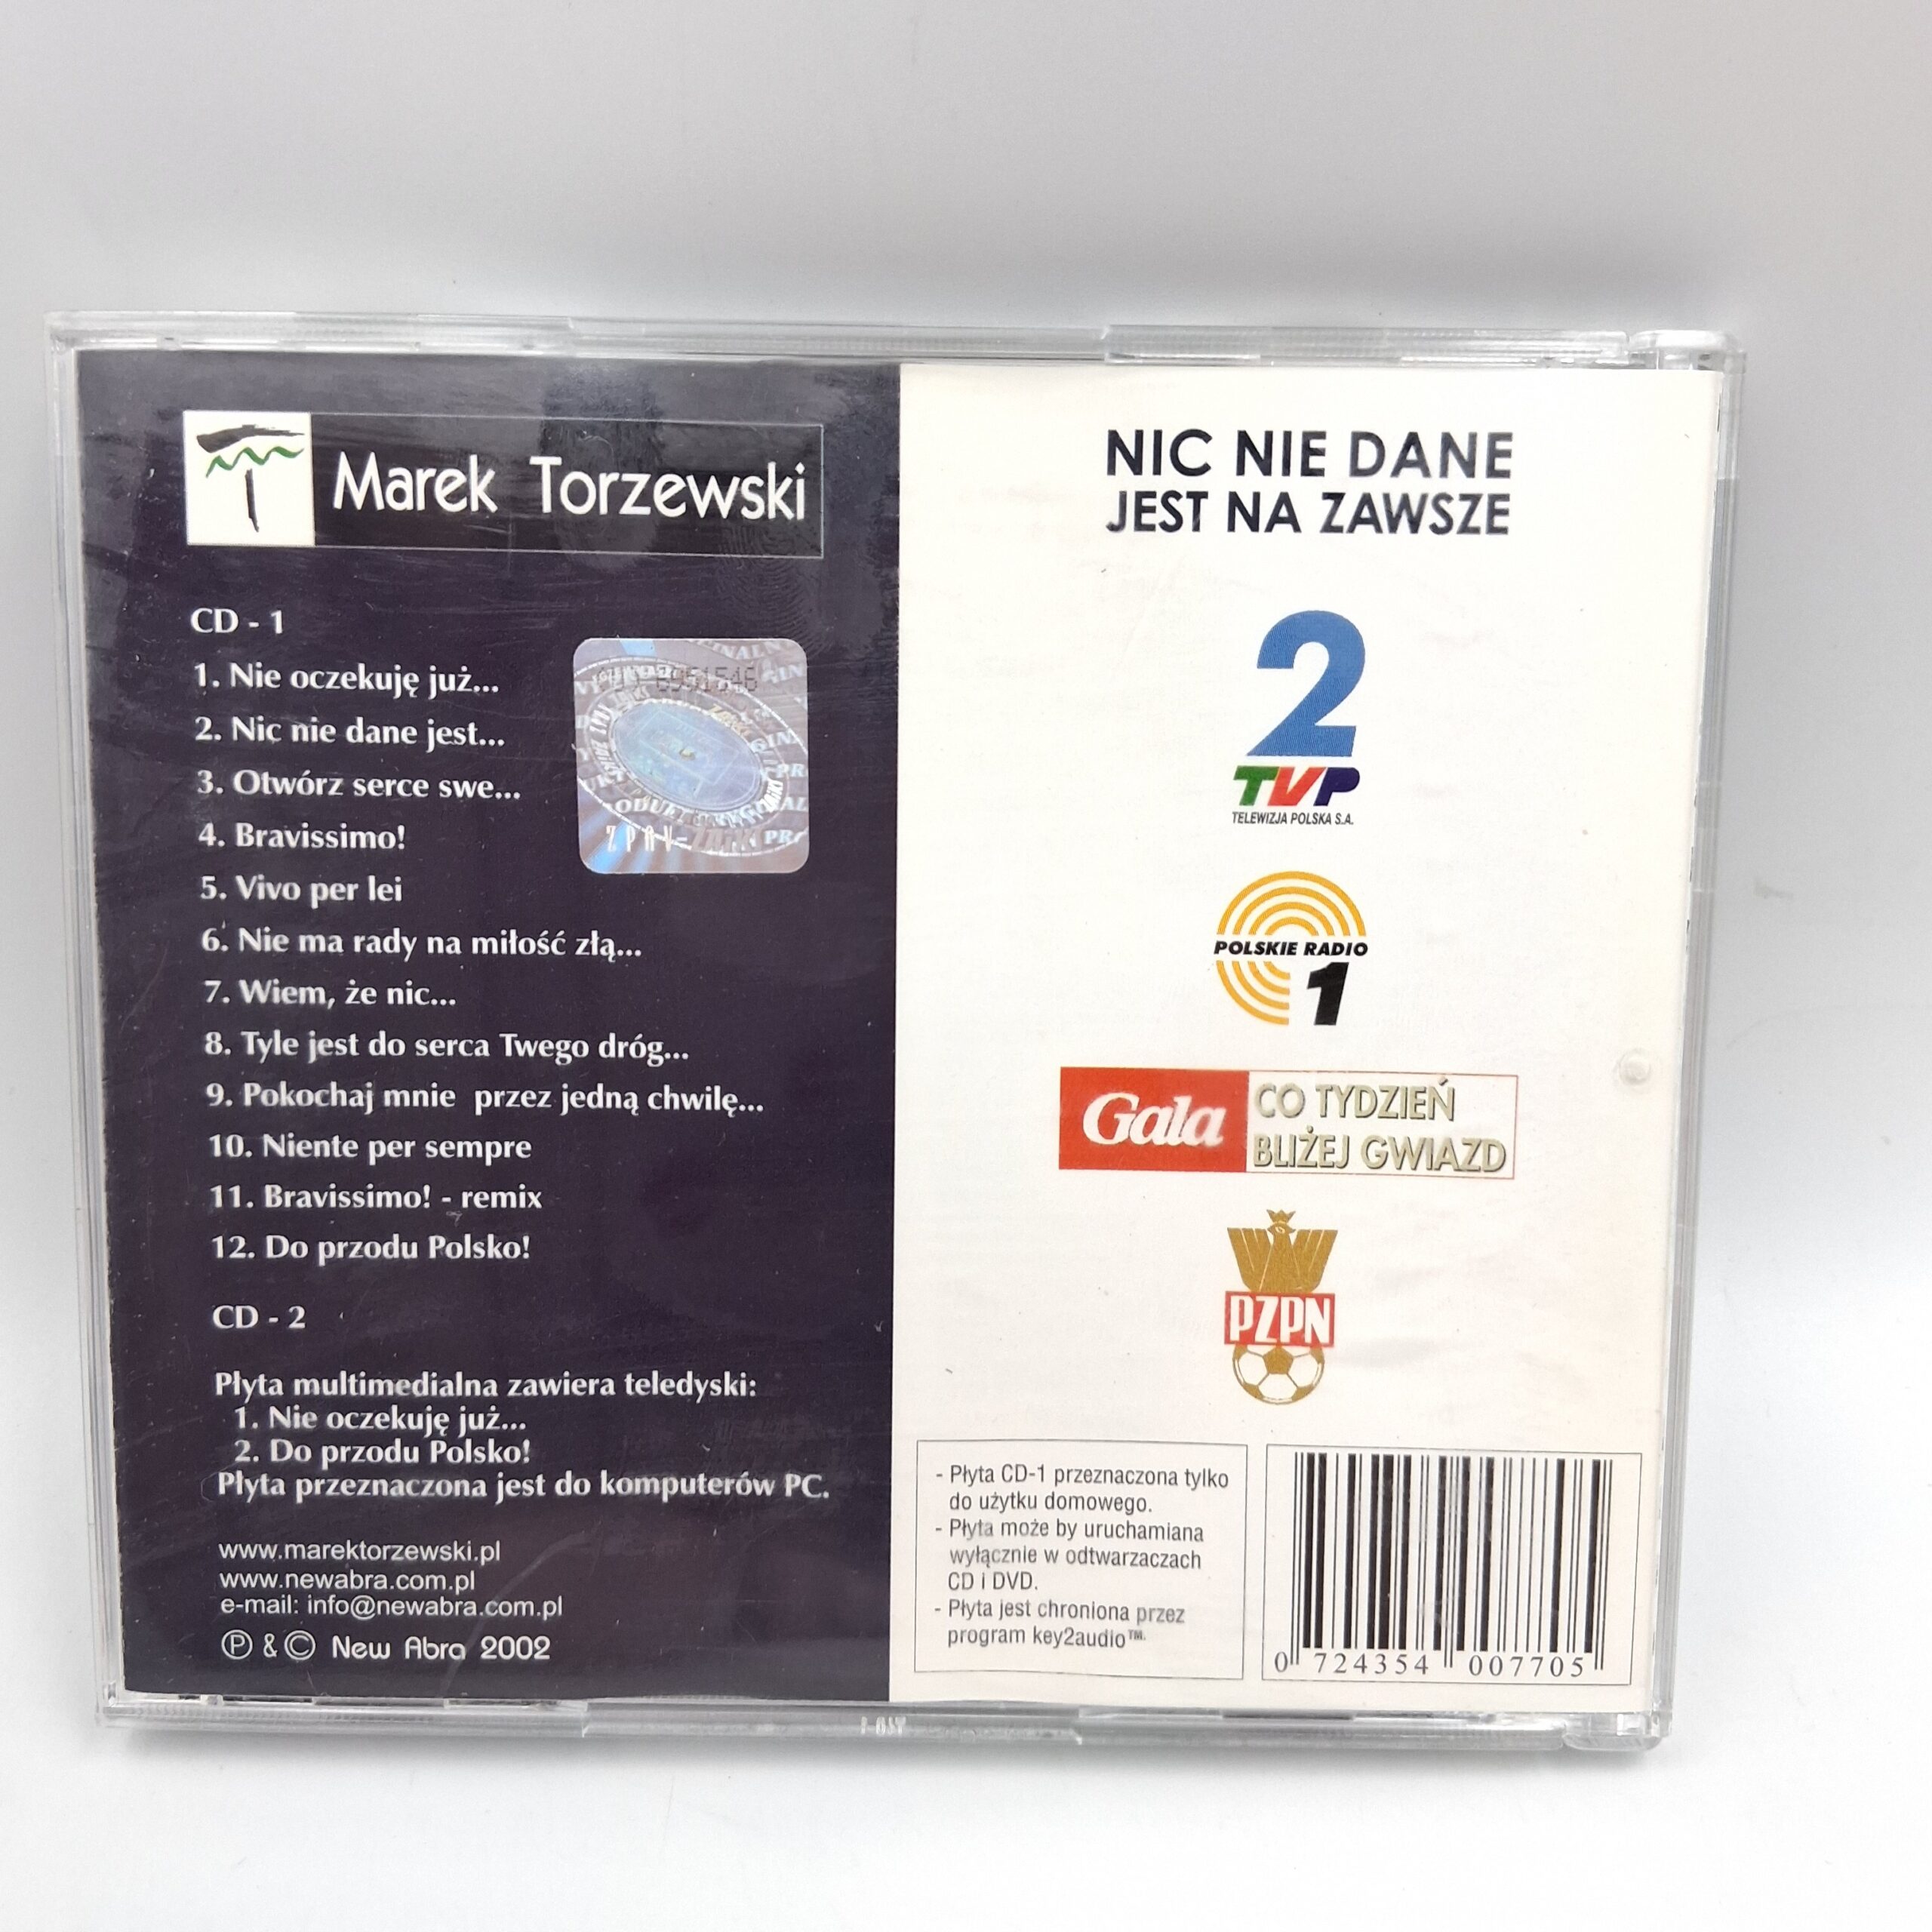 Marek Torzewski
CD - 1
1. Nie oczekuję już...
2. Nic nie dane jest...
3. Otwórz serce swe...
4. Bravissimo!
5. Vivo per lei
6. Nie ma rady na miłość złą...
7. Wiem, że nic...
8. Tyle jest do serca Twego dróg...
9. Pokochaj mnie przez jedną chwilę...
10. Niente per sempre
11. Bravissimo! - remix
12. Do przodu Polsko!
CD - 2
Płyta multimedialna zawiera teledyski:
1. Nie oczekuję już...
2. Do przodu Polsko!
Płyta przeznaczona jest do komputerów PC.
www.marektorzewski.pl
www.newabra.com.pl
e-mail: info@newabra.com.pl
Ⓟ & © New Abra 2002
ZPAV-
NIC NIE DANE
JEST NA ZAWSZE
2
TVP
TELEWIZJA POLSKA S.A.
POLSKIE RADIO
1
Gala CO TYDZIEŃ
BLIŻEJ GWIAZD
PZPN
- Płyta CD-1 przeznaczona tylko
do użytku domowego.
- Płyta może by uruchamiana
wyłącznie w odtwarzaczach
CD i DVD.
- Płyta jest chroniona przez
program key2audio™.
0 724354 007705